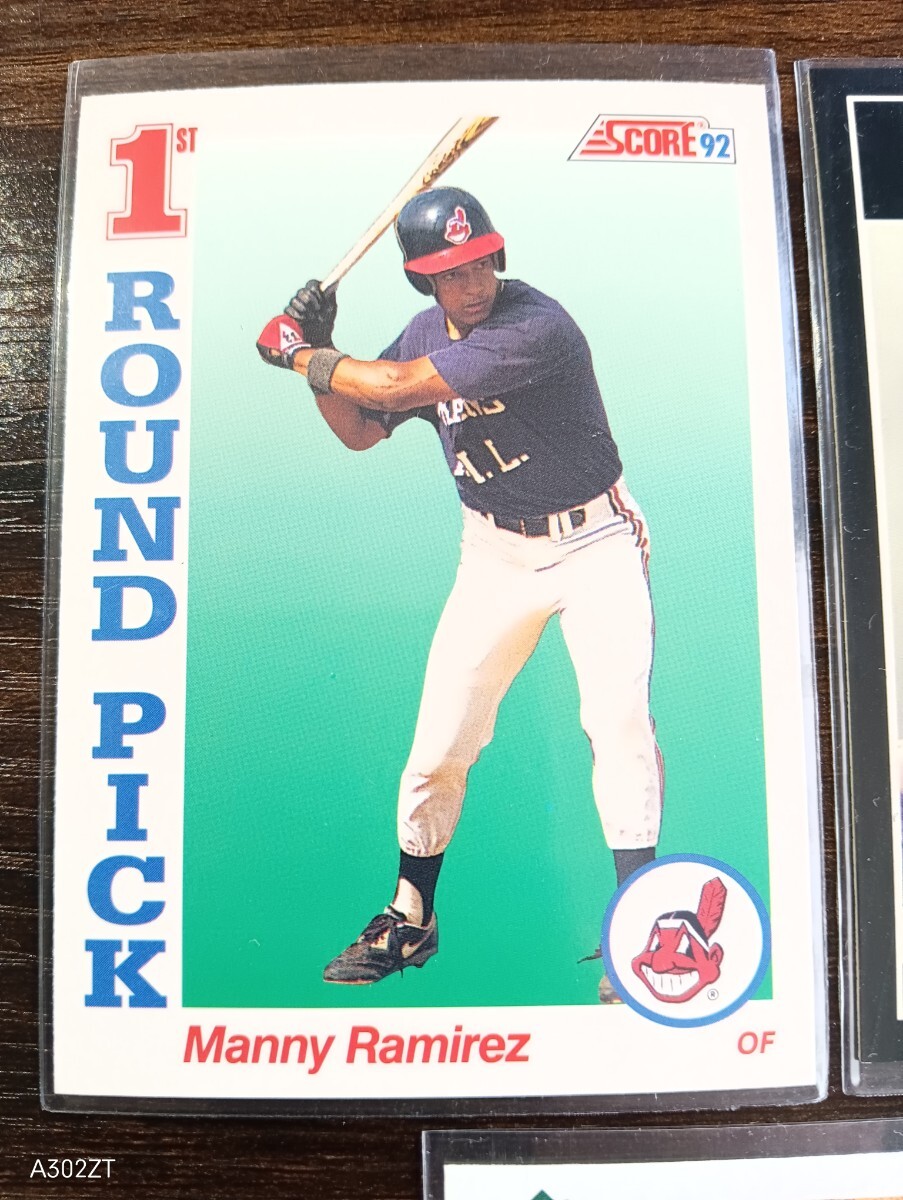 1ST
ROUND PICK
SCORE 92
A.L.
Manny Ramirez
OF
A302ZT